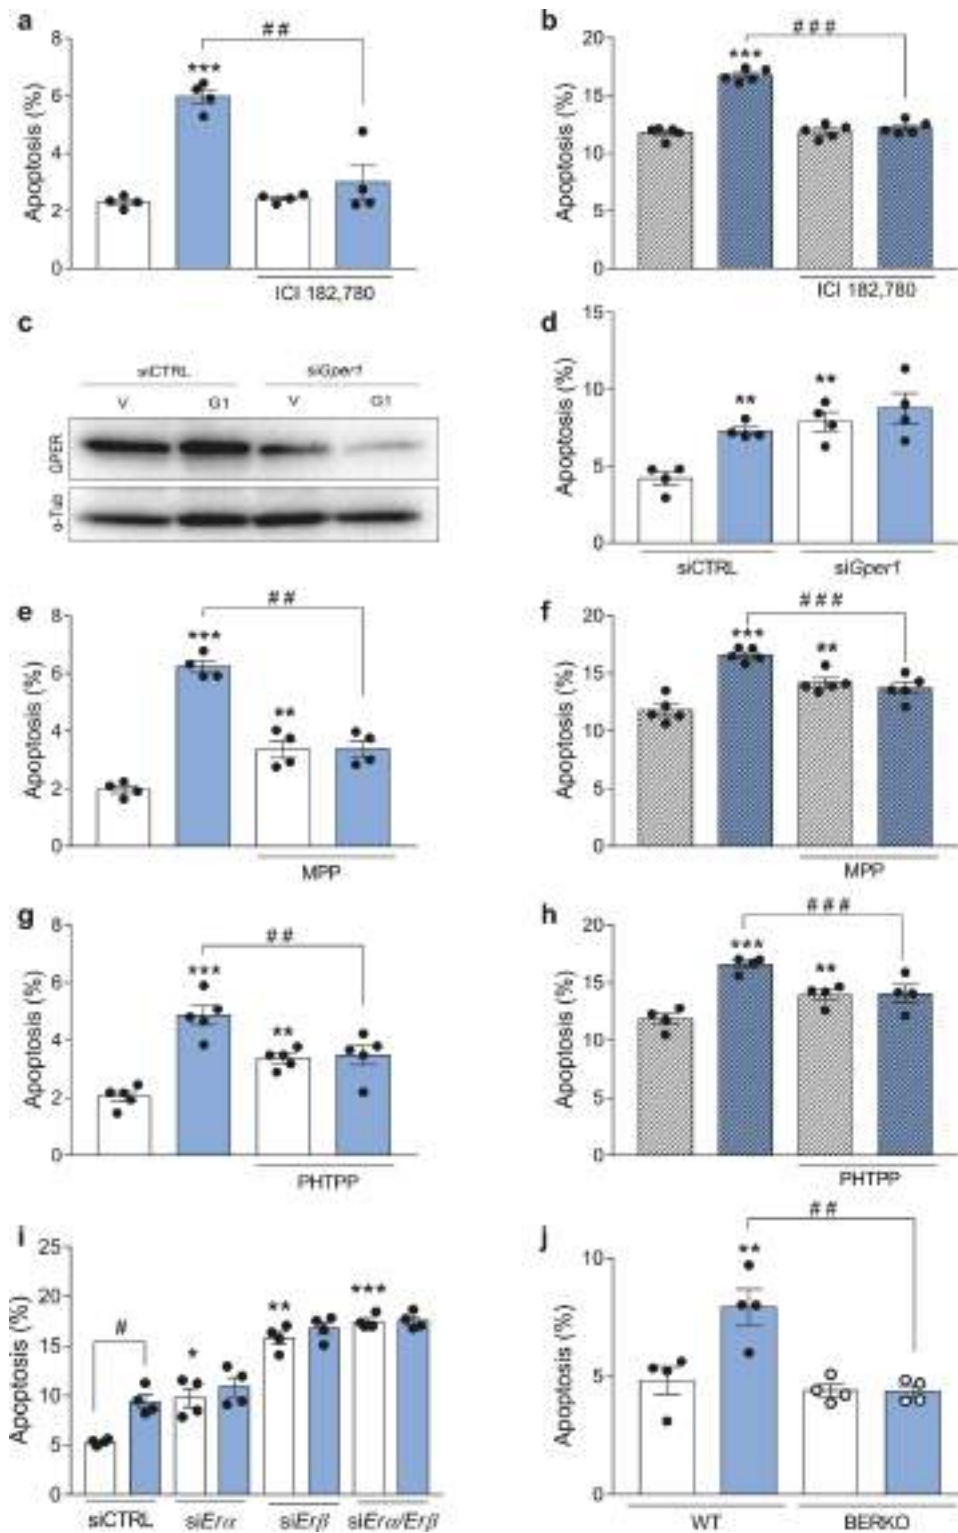 a
b
8
6
4
2
0
Apoptosis (%)
***
##
ICI 182,780
20
15
10
5
0
Apoptosis (%)
***
###
ICI 182,780
c
d
siCTRL
siGper1
V
G1
V
G1
GPER
α-Tub
15
10
5
0
Apoptosis (%)
**
**
siCTRL
siGper1
e
f
8
6
4
2
0
Apoptosis (%)
***
##
**
MPP
20
15
10
5
0
Apoptosis (%)
***
###
**
MPP
g
h
8
6
4
2
0
Apoptosis (%)
***
##
**
PHTPP
20
15
10
5
0
Apoptosis (%)
***
###
**
PHTPP
i
j
25
20
15
10
5
0
Apoptosis (%)
#
*
**
***
siCTRL
siErα
siErβ
siErα/Erβ
10
5
0
Apoptosis (%)
**
##
WT
BERKO